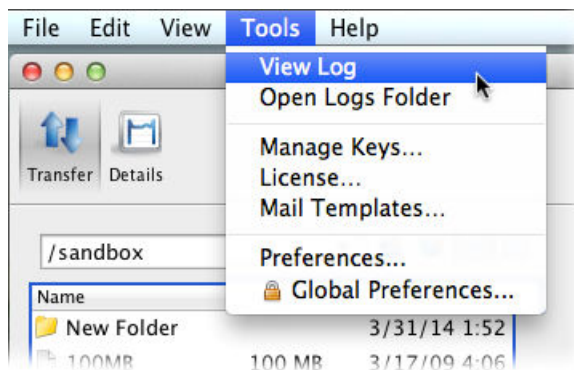 File Edit View Tools Help
View Log
Open Logs Folder
Manage Keys...
License...
Mail Templates...
Preferences...
Global Preferences...
Transfer Details
/sandbox
Name
New Folder 3/31/14 1:52
100MB 100 MB 3/17/09 4:06